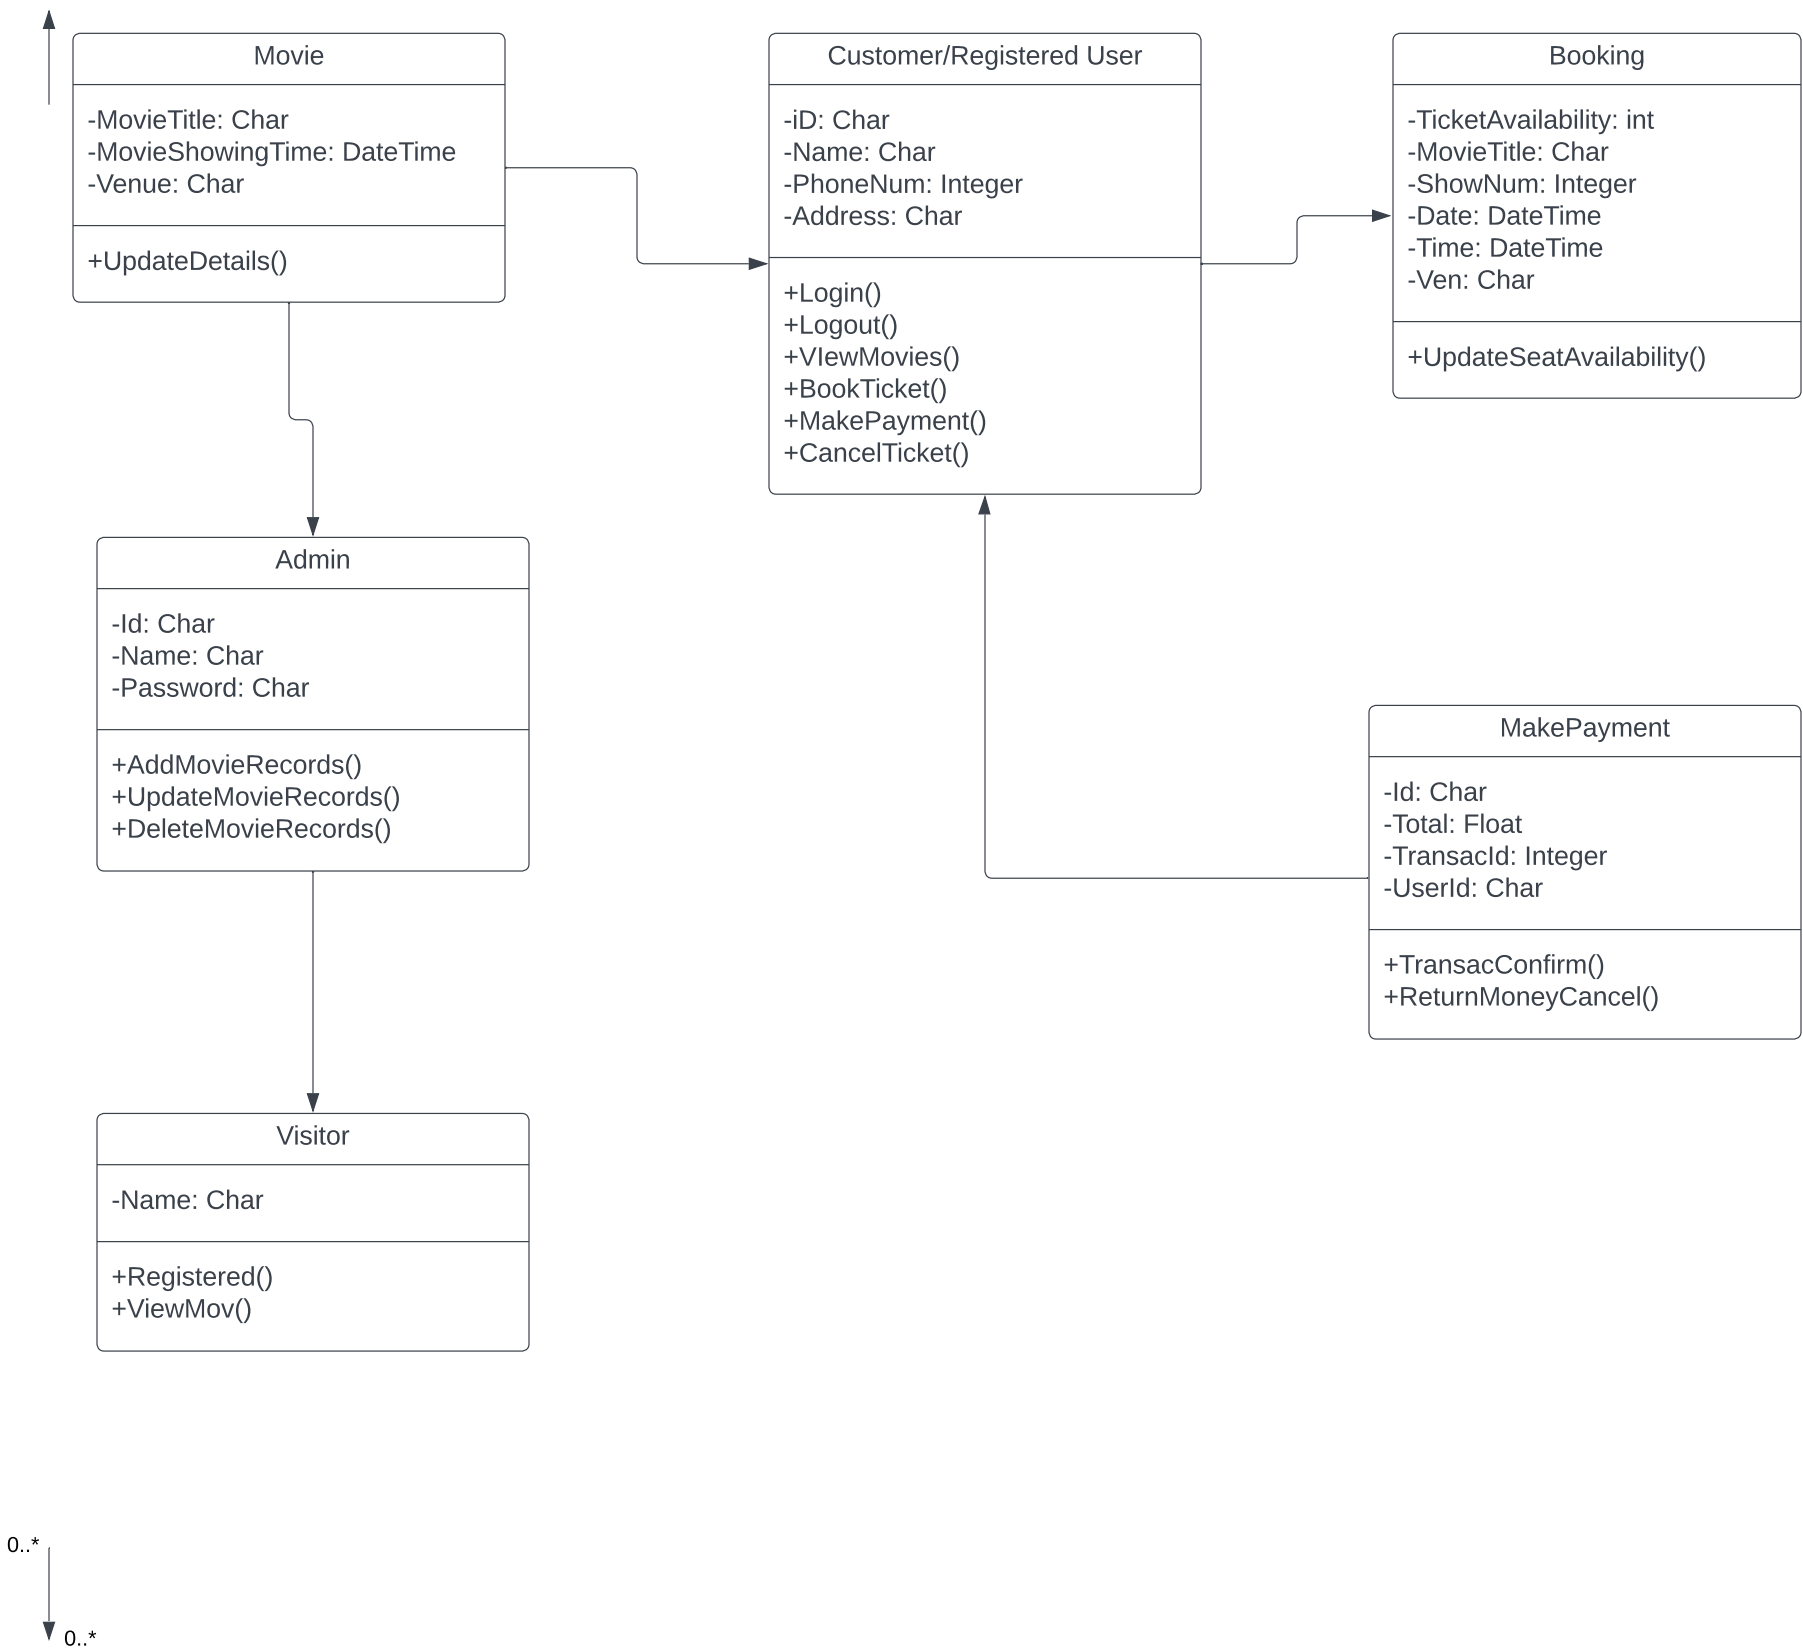 Movie
-MovieTitle: Char
-MovieShowingTime: DateTime
-Venue: Char
+UpdateDetails()
Customer/Registered User
-iD: Char
-Name: Char
-PhoneNum: Integer
-Address: Char
+Login()
+Logout()
+VIewMovies()
+BookTicket()
+MakePayment()
+CancelTicket()
Booking
-TicketAvailability: int
-MovieTitle: Char
-ShowNum: Integer
-Date: DateTime
-Time: DateTime
-Ven: Char
+UpdateSeatAvailability()
Admin
-Id: Char
-Name: Char
-Password: Char
+AddMovieRecords()
+UpdateMovieRecords()
+DeleteMovieRecords()
MakePayment
-Id: Char
-Total: Float
-TransacId: Integer
-UserId: Char
+TransacConfirm()
+ReturnMoneyCancel()
Visitor
-Name: Char
+Registered()
+ViewMov()
0..*
0..*